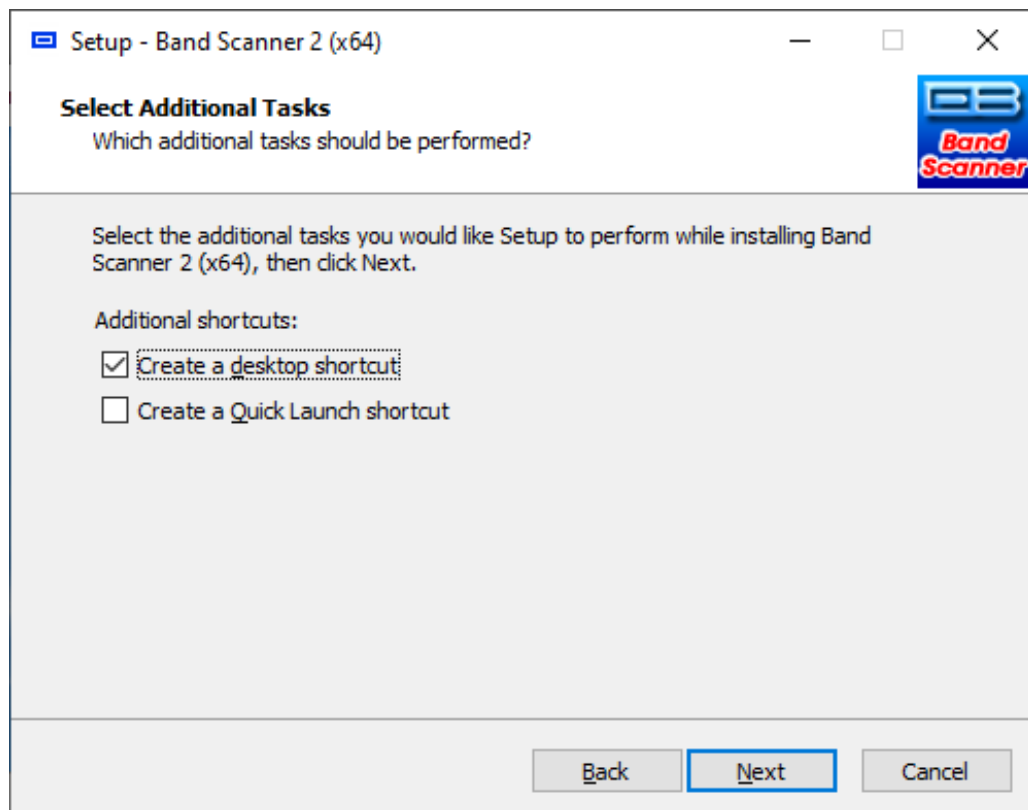 Setup - Band Scanner 2 (x64)
Select Additional Tasks
Which additional tasks should be performed?
Band
Scanner
Select the additional tasks you would like Setup to perform while installing Band
Scanner 2 (x64), then click Next.
Additional shortcuts:
Create a desktop shortcut
Create a Quick Launch shortcut
Back
Next
Cancel